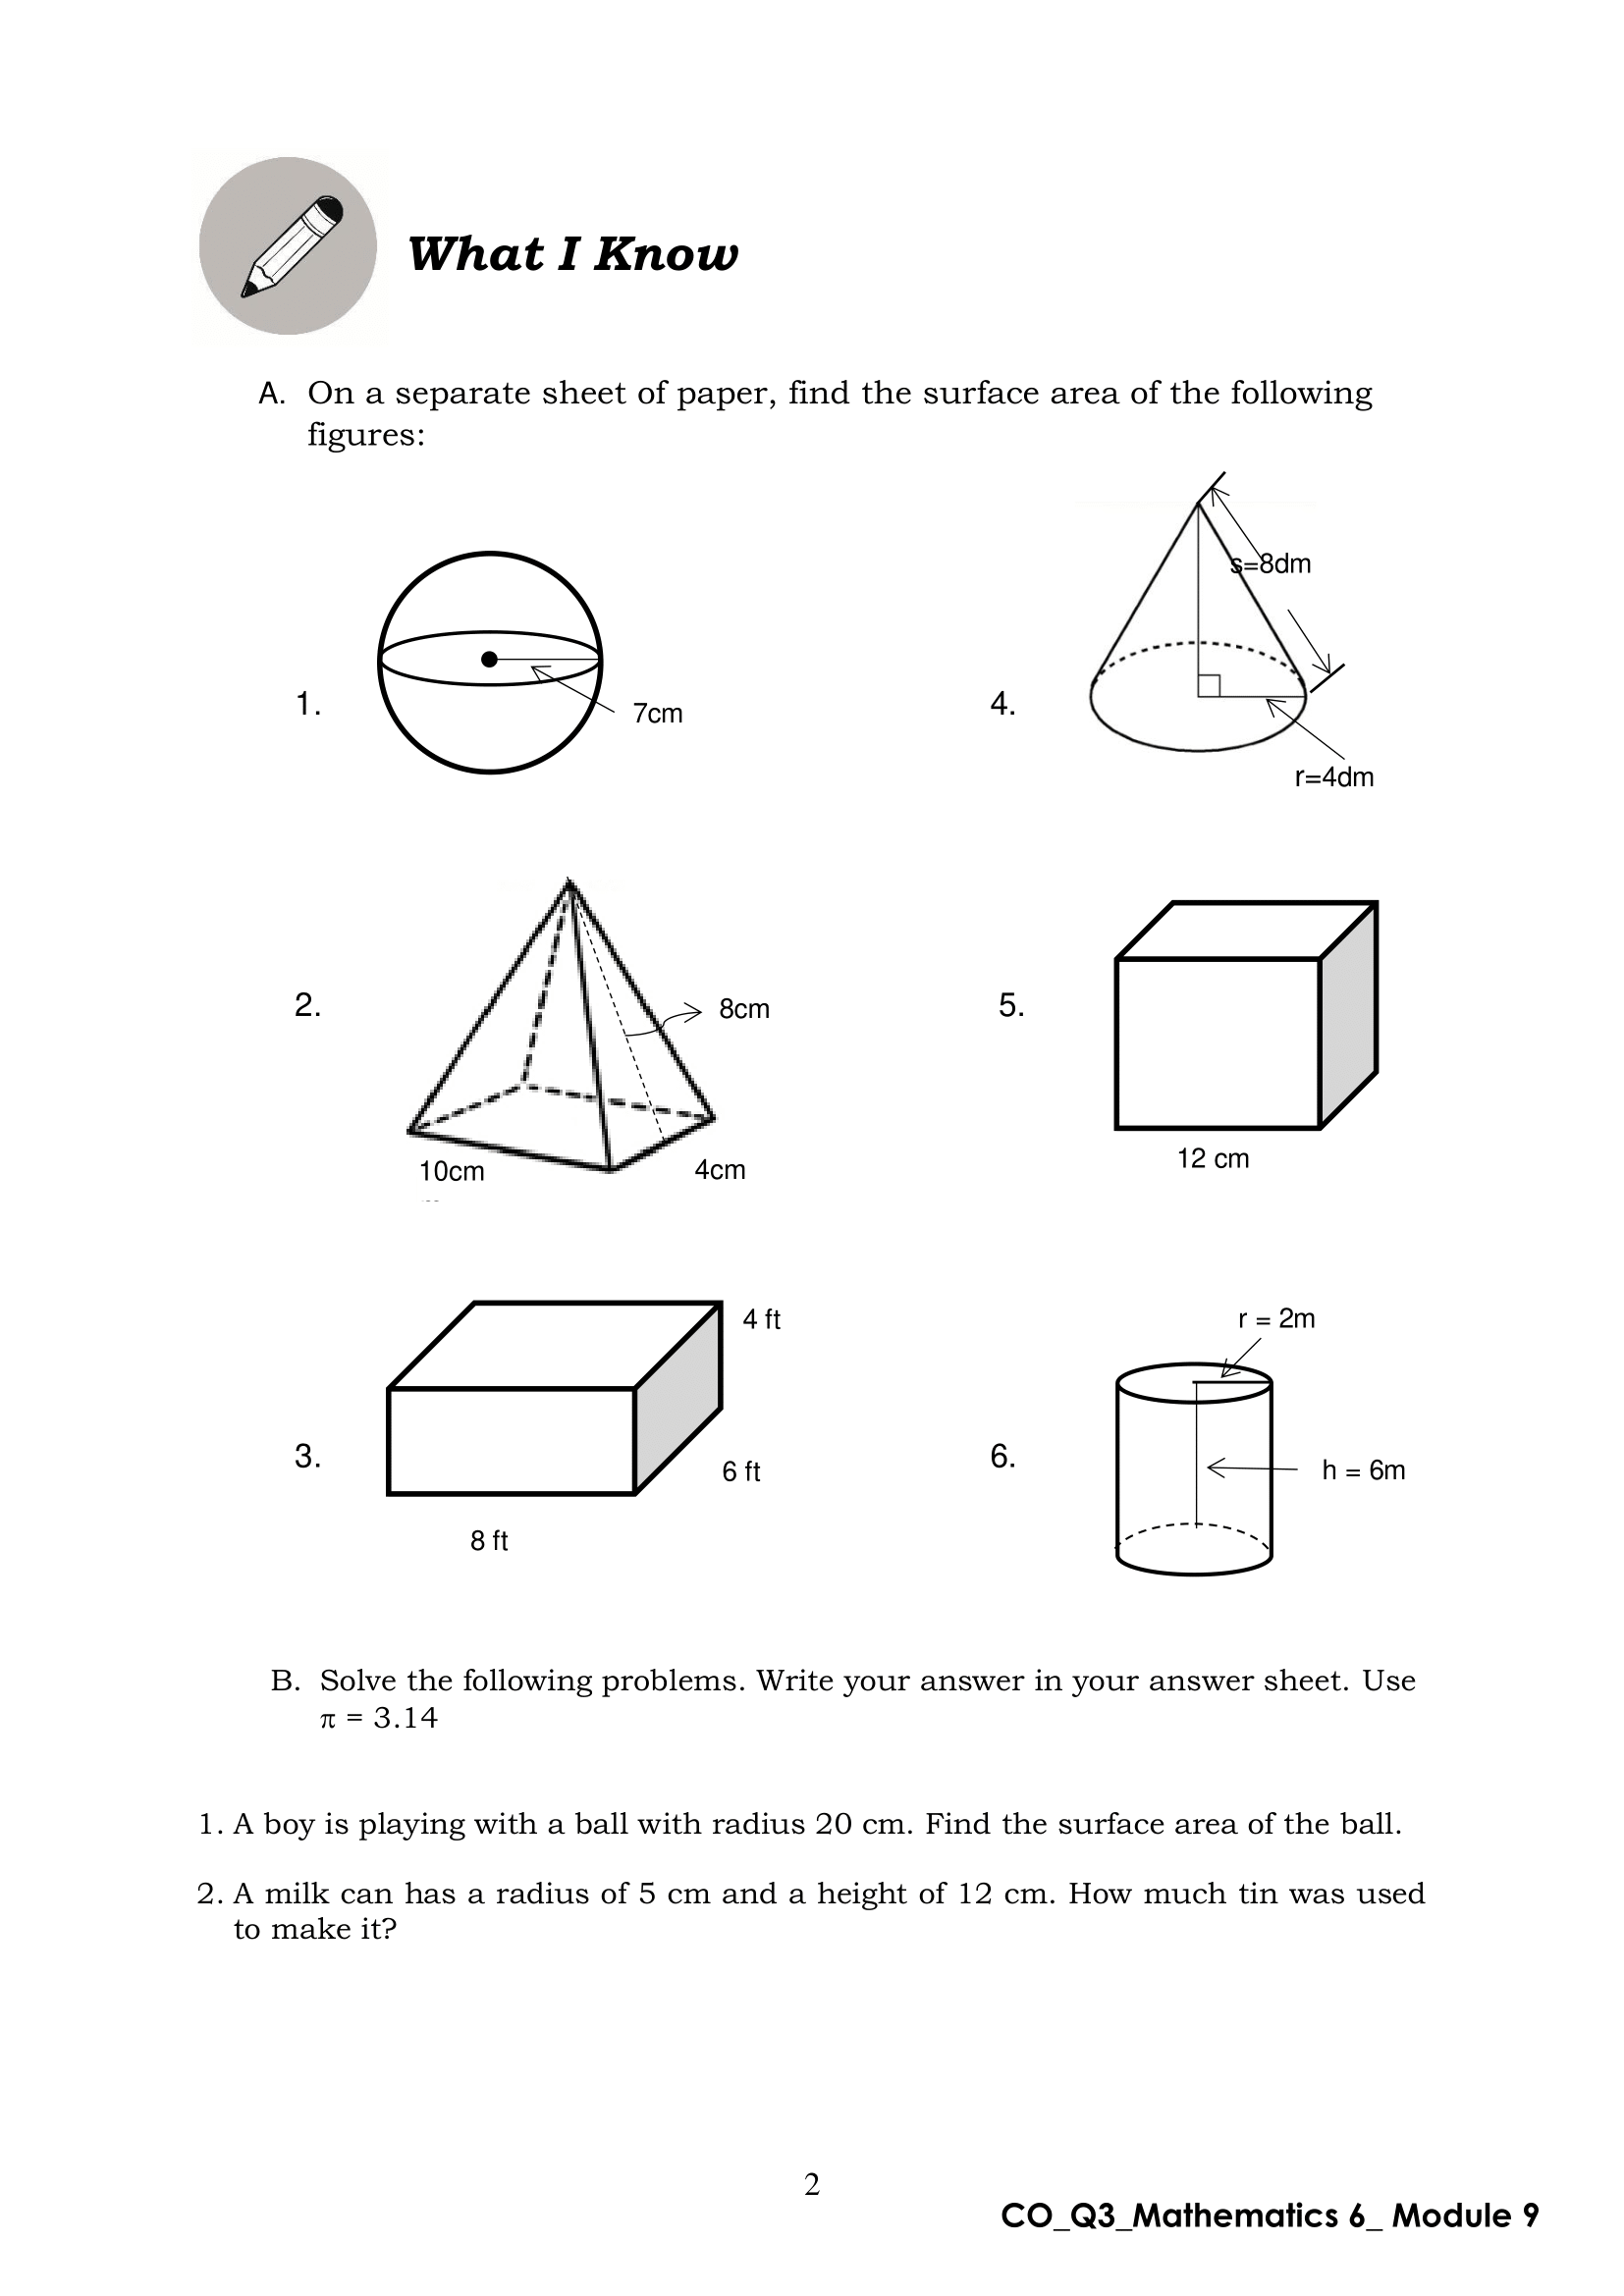 What I Know
A. On a separate sheet of paper, find the surface area of the following
figures:
1.
7cm
4.
s=8dm
r=4dm
2.
8cm
10cm
4cm
5.
12 cm
3.
4 ft
6 ft
8 ft
6.
r = 2m
h = 6m
B. Solve the following problems. Write your answer in your answer sheet. Use
π = 3.14
1. A boy is playing with a ball with radius 20 cm. Find the surface area of the ball.
2. A milk can has a radius of 5 cm and a height of 12 cm. How much tin was used
to make it?
2
CO_Q3_Mathematics 6_ Module 9